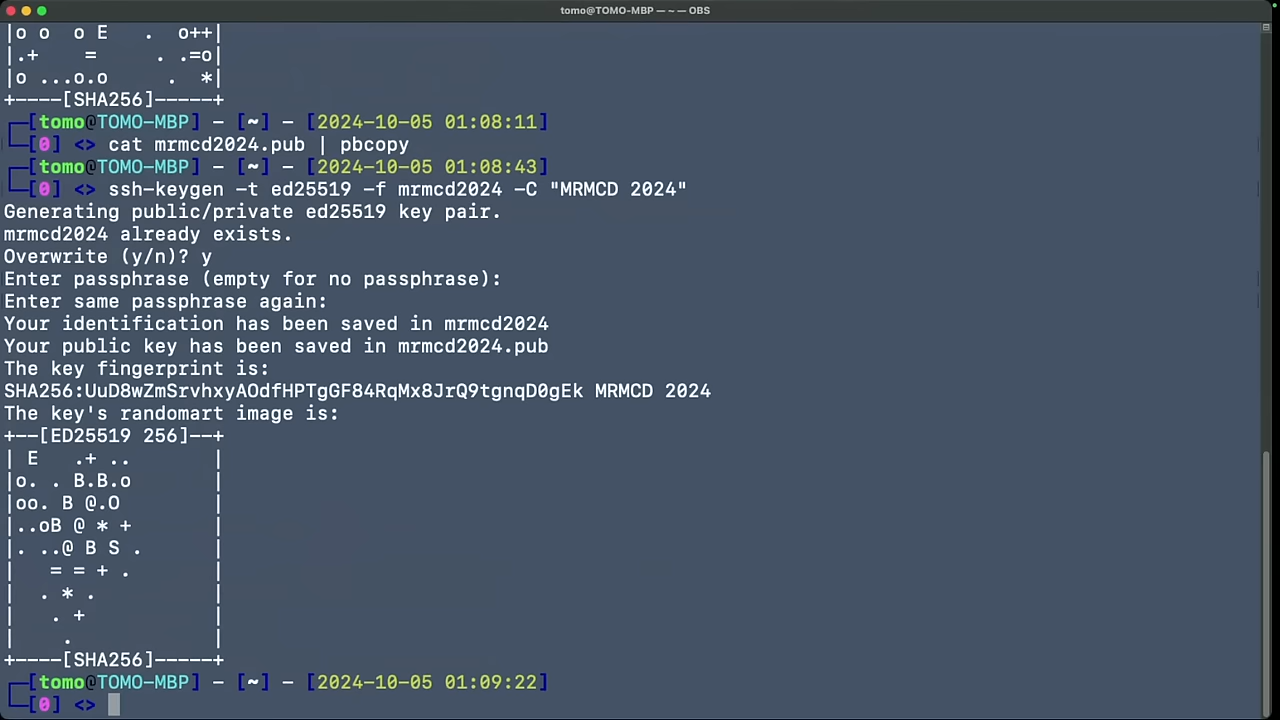 tomo@TOMO-MBP — ~ — OBS
|o o  o E   .  o++|
|.+    =     . .=o|
|o ...o.o     .  *|
+----[SHA256]-----+
┌─[tomo@TOMO-MBP] - [~] - [2024-10-05 01:08:11]
└─[0] <> cat mrmcd2024.pub | pbcopy
┌─[tomo@TOMO-MBP] - [~] - [2024-10-05 01:08:43]
└─[0] <> ssh-keygen -t ed25519 -f mrmcd2024 -C "MRMCD 2024"
Generating public/private ed25519 key pair.
mrmcd2024 already exists.
Overwrite (y/n)? y
Enter passphrase (empty for no passphrase):
Enter same passphrase again:
Your identification has been saved in mrmcd2024
Your public key has been saved in mrmcd2024.pub
The key fingerprint is:
SHA256:UuD8wZmSrvhxyAOdfHPTgGF84RqMx8JrQ9tgnqD0gEk MRMCD 2024
The key's randomart image is:
+--[ED25519 256]--+
| E   .+ ..       |
|o. . B.B.o       |
|oo. B @.O        |
|..oB @ * +       |
|. ..@ B S .      |
|   = = + .       |
|  . * .          |
|   . +           |
|    .            |
+----[SHA256]-----+
┌─[tomo@TOMO-MBP] - [~] - [2024-10-05 01:09:22]
└─[0] <>